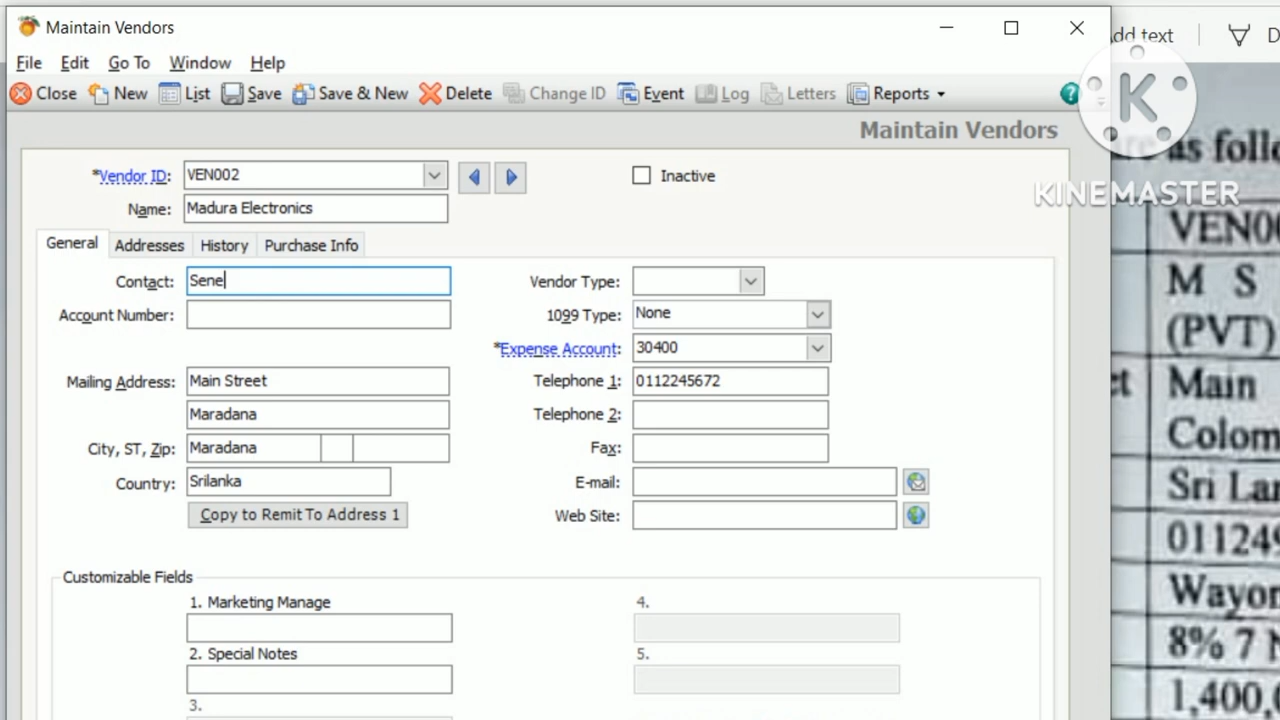 Maintain Vendors
dd text
D
File Edit Go To Window Help
Close New List Save Save & New Delete Change ID Event Log Letters Reports
K
KINEMASTER
Maintain Vendors
*Vendor ID: VEN002
Inactive
Name: Madura Electronics
General Addresses History Purchase Info
Contact: Sene
Account Number:
Mailing Address: Main Street
Maradana
City, ST, Zip: Maradana
Country: Srilanka
Copy to Remit To Address 1
Vendor Type:
1099 Type: None
*Expense Account: 30400
Telephone 1: 0112245672
Telephone 2:
Fax:
E-mail:
Web Site:
Customizable Fields
1. Marketing Manage
2. Special Notes
3.
4.
5.
as follo
VEN00
M S
(PVT)
Main
Colom
Sri Lan
01124
Wayom
8% 7 N
1,400,